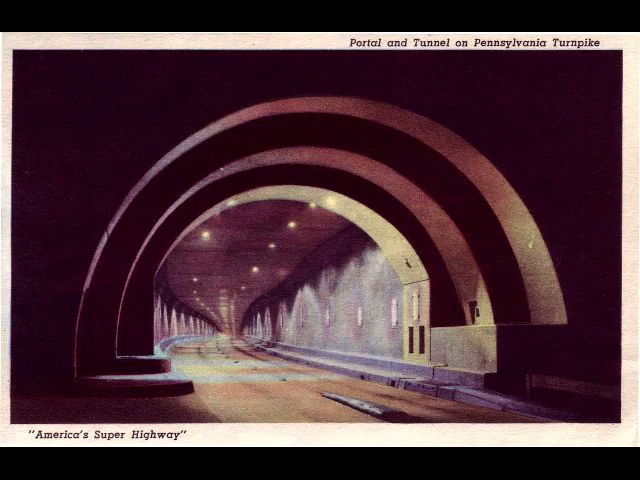 Portal and Tunnel on Pennsylvania Turnpike
"America's Super Highway"